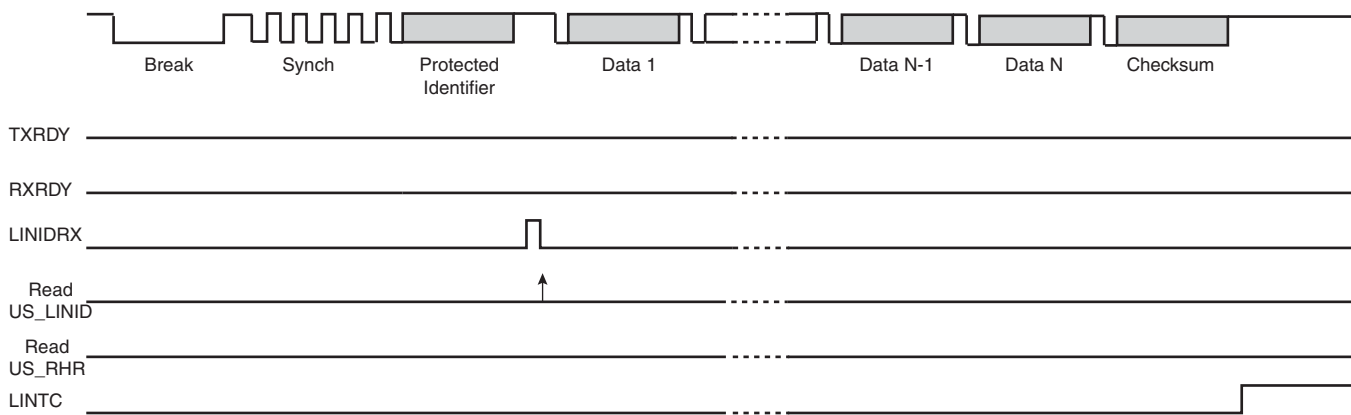 Break Synch Protected Data 1 Data N-1 Data N Checksum
Identifier
TXRDY
RXRDY
LINIDRX
Read
US_LINID
Read
US_RHR
LINTC